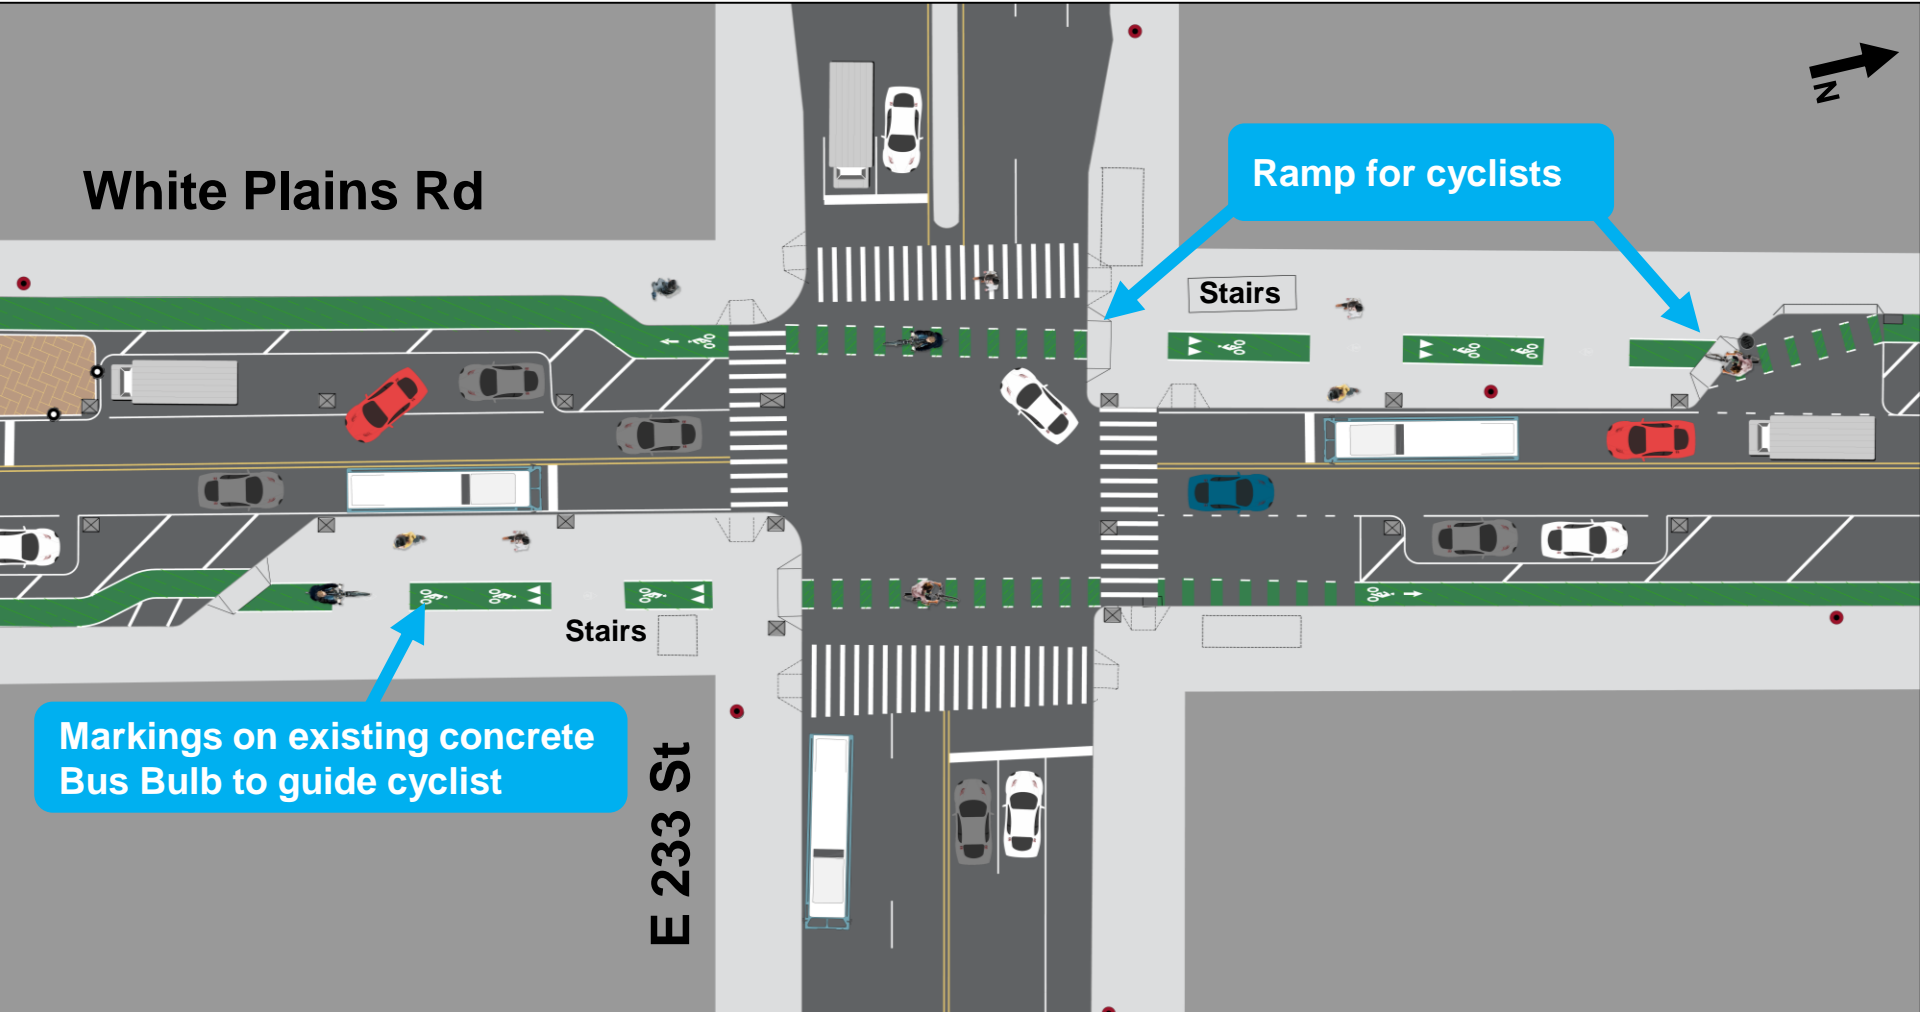 N
White Plains Rd
Ramp for cyclists
Stairs
Stairs
Markings on existing concrete
Bus Bulb to guide cyclist
E 233 St